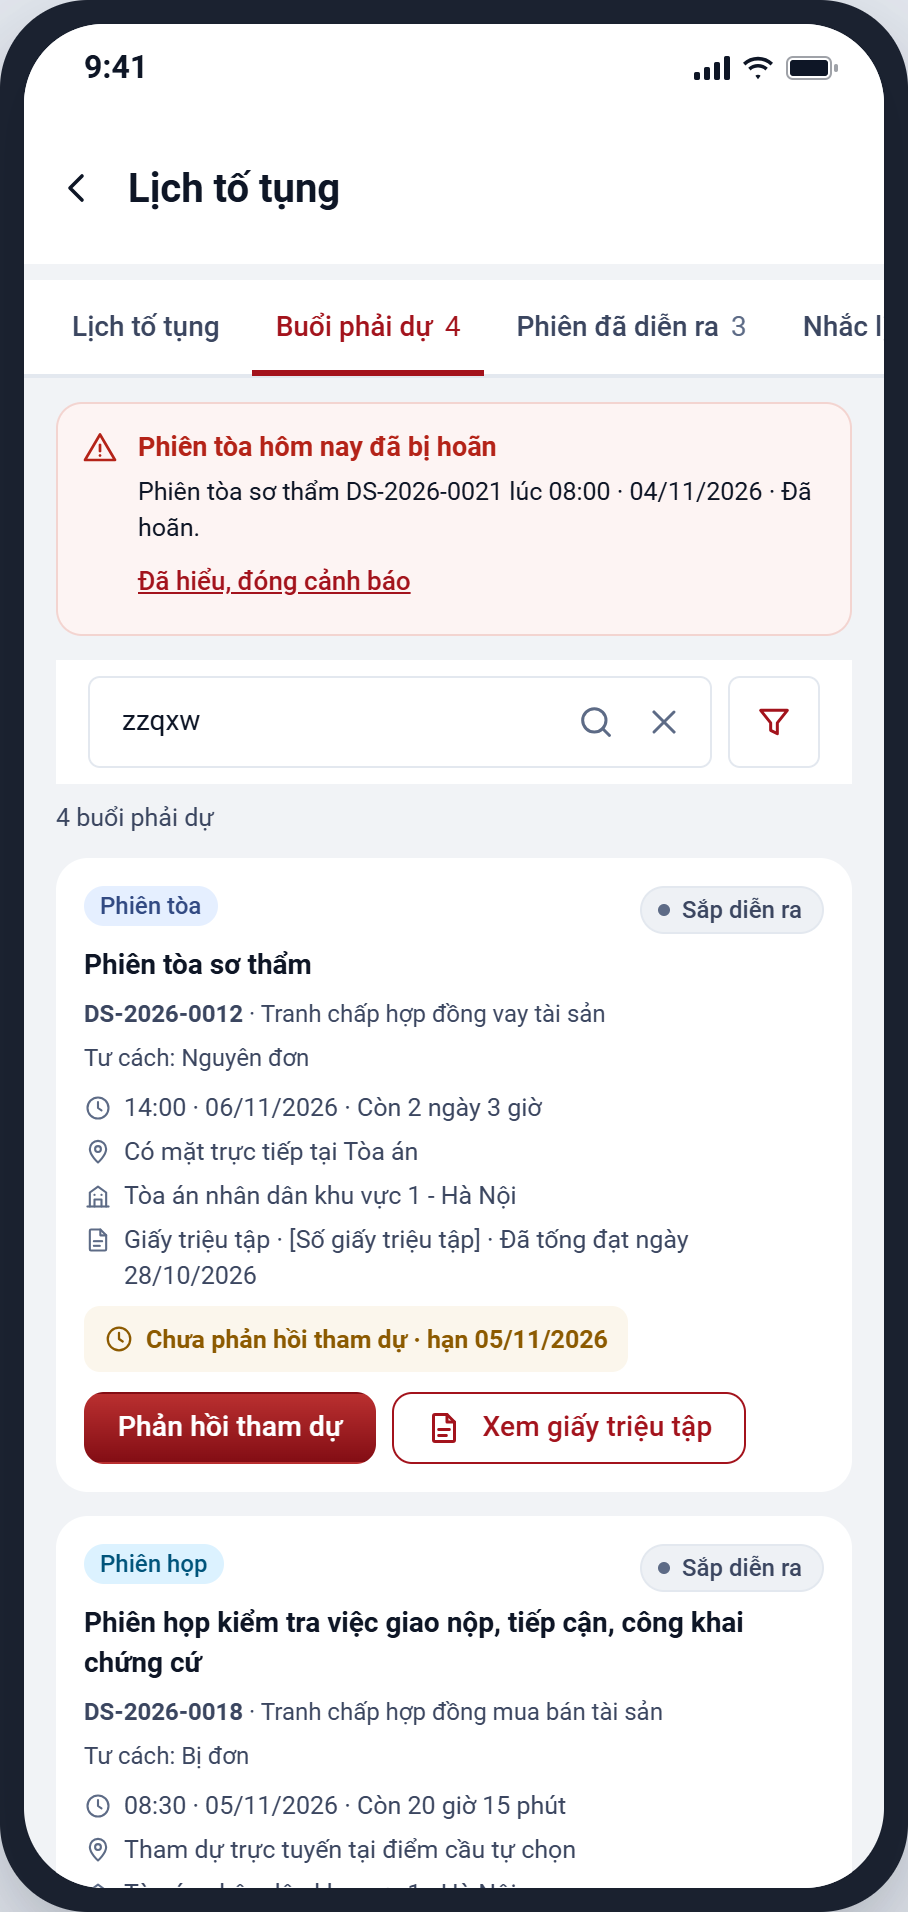 9:41
Lịch tố tụng
Lịch tố tụng
Buổi phải dự 4
Phiên đã diễn ra 3
Nhắc l
Phiên tòa hôm nay đã bị hoãn
Phiên tòa sơ thẩm DS-2026-0021 lúc 08:00 · 04/11/2026 · Đã
hoãn.
Đã hiểu, đóng cảnh báo
zzqxw
4 buổi phải dự
Phiên tòa
Sắp diễn ra
Phiên tòa sơ thẩm
DS-2026-0012 · Tranh chấp hợp đồng vay tài sản
Tư cách: Nguyên đơn
14:00 · 06/11/2026 · Còn 2 ngày 3 giờ
Có mặt trực tiếp tại Tòa án
Tòa án nhân dân khu vực 1 - Hà Nội
Giấy triệu tập · [Số giấy triệu tập] · Đã tống đạt ngày
28/10/2026
Chưa phản hồi tham dự · hạn 05/11/2026
Phản hồi tham dự
Xem giấy triệu tập
Phiên họp
Sắp diễn ra
Phiên họp kiểm tra việc giao nộp, tiếp cận, công khai
chứng cứ
DS-2026-0018 · Tranh chấp hợp đồng mua bán tài sản
Tư cách: Bị đơn
08:30 · 05/11/2026 · Còn 20 giờ 15 phút
Tham dự trực tuyến tại điểm cầu tự chọn